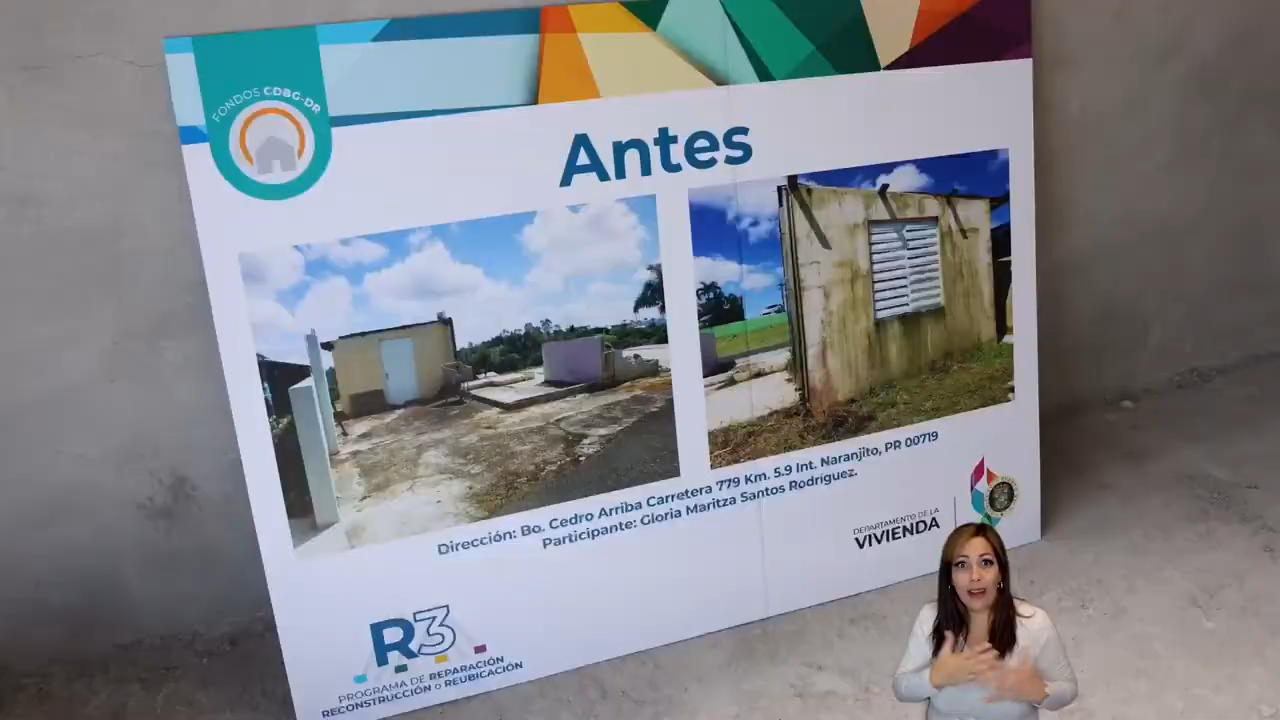 FONDOS CDBG-DR
Antes
Dirección: Bo. Cedro Arriba Carretera 779 Km. 5.9 Int. Naranjito, PR 00719
Participante: Gloria Maritza Santos Rodríguez.
DEPARTAMENTO DE LA
VIVIENDA
R3
PROGRAMA DE REPARACIÓN
RECONSTRUCCIÓN o REUBICACIÓN